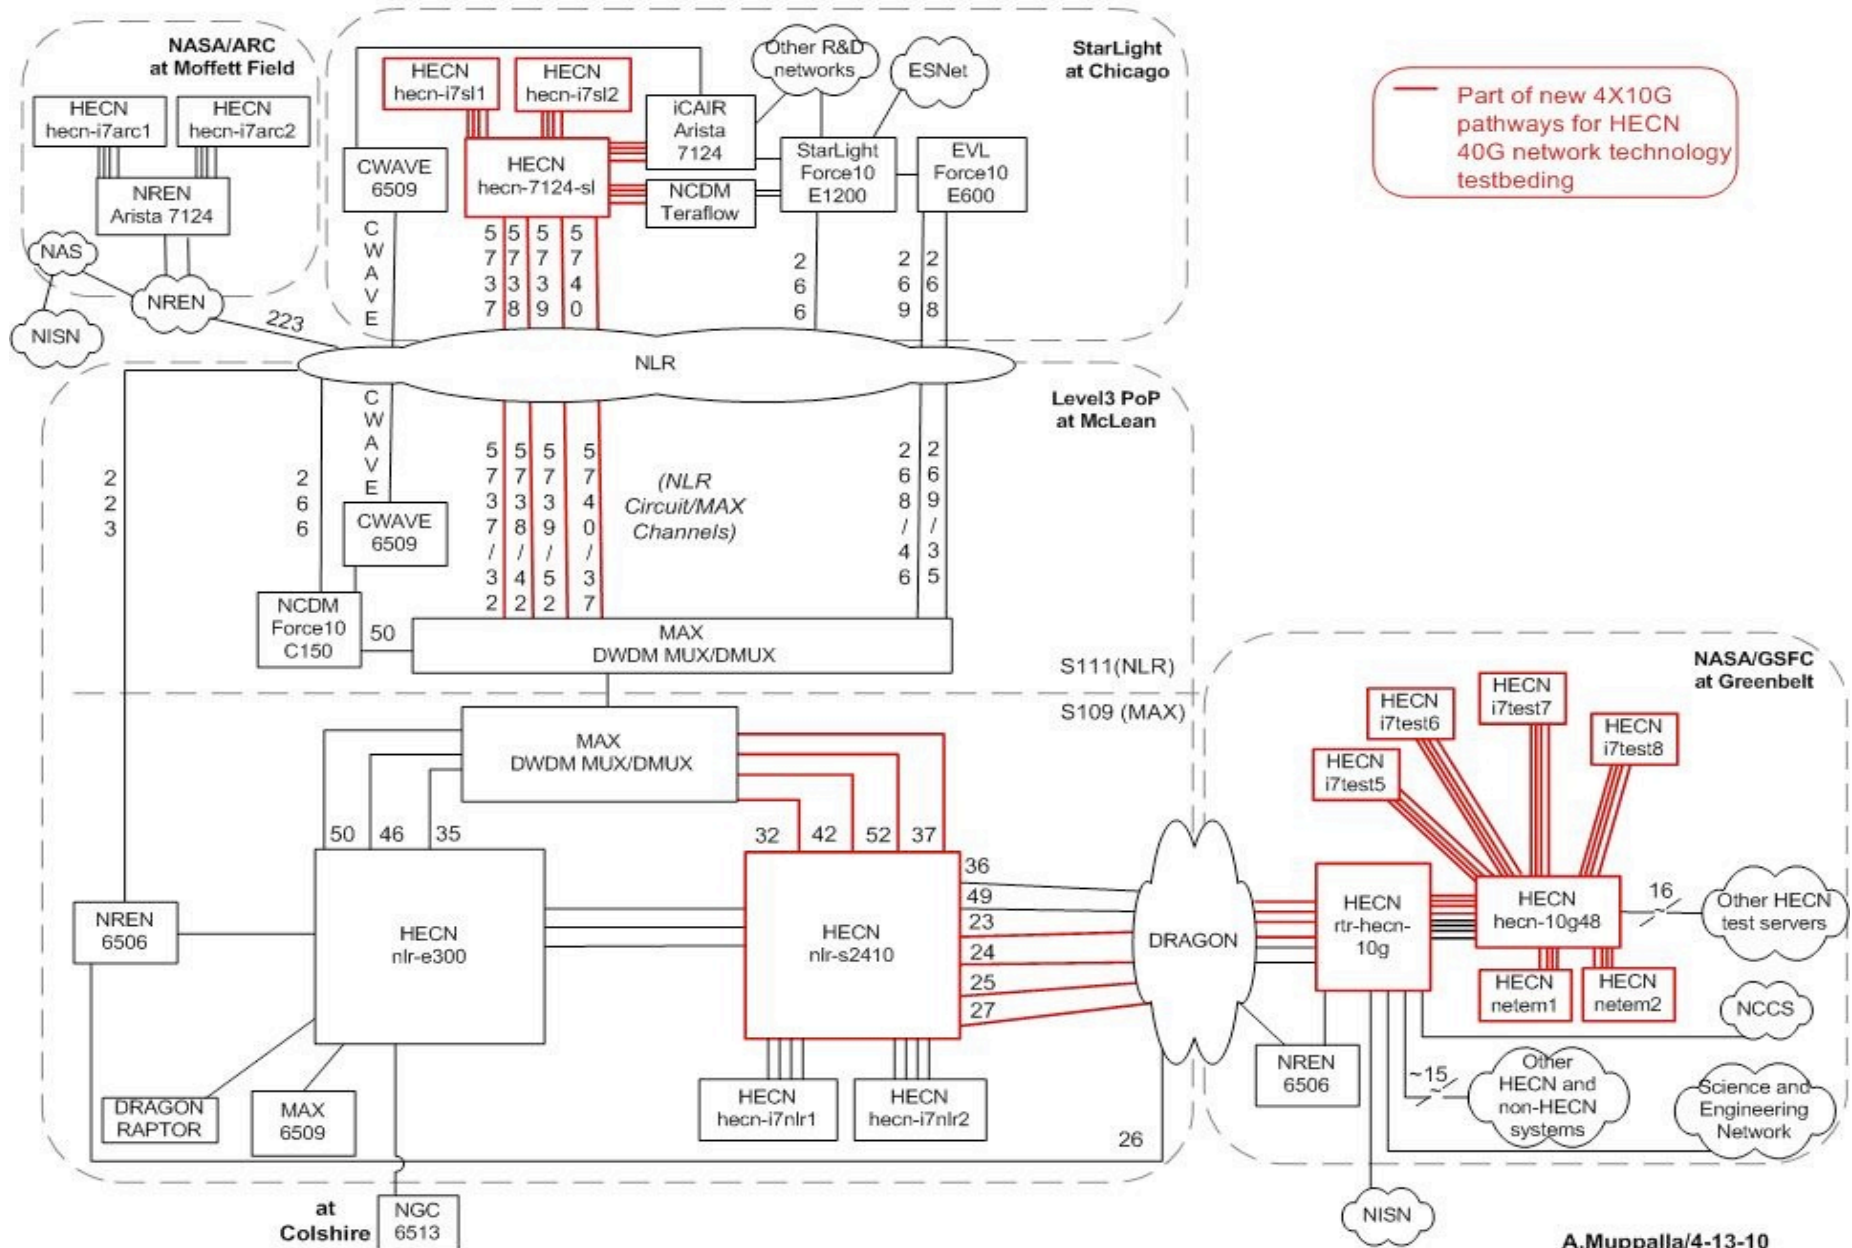 NASA/ARC
at Moffett Field
HECN
hecn-i7arc1
HECN
hecn-i7arc2
NREN
Arista 7124
NAS
NREN
NISN
223
StarLight
at Chicago
HECN
hecn-i7sl1
HECN
hecn-i7sl2
Other R&D
networks
ESNet
iCAIR
Arista
7124
CWAVE
6509
HECN
hecn-7124-sl
NCDM
Teraflow
StarLight
Force10
E1200
EVL
Force10
E600
CWAVE
5737
5738
5739
5740
266
269
268
Part of new 4X10G
pathways for HECN
40G network technology
testbeding
NLR
Level3 PoP
at McLean
223
266
CWAVE
CWAVE
6509
5737/32
5738/42
5739/52
5740/37
(NLR
Circuit/MAX
Channels)
268/46
269/35
NCDM
Force10
C150
50
MAX
DWDM MUX/DMUX
S111(NLR)
S109 (MAX)
MAX
DWDM MUX/DMUX
50
46
35
32
42
52
37
NREN
6506
HECN
nlr-e300
HECN
nlr-s2410
36
49
23
24
25
27
DRAGON
DRAGON
RAPTOR
MAX
6509
HECN
hecn-i7nlr1
HECN
hecn-i7nlr2
26
at
Colshire
NGC
6513
NASA/GSFC
at Greenbelt
HECN
i7test5
HECN
i7test6
HECN
i7test7
HECN
i7test8
HECN
rtr-hecn-
10g
HECN
hecn-10g48
16
Other HECN
test servers
HECN
netem1
HECN
netem2
NCCS
NREN
6506
~15
Other
HECN and
non-HECN
systems
Science and
Engineering
Network
NISN
A.Muppalla/4-13-10